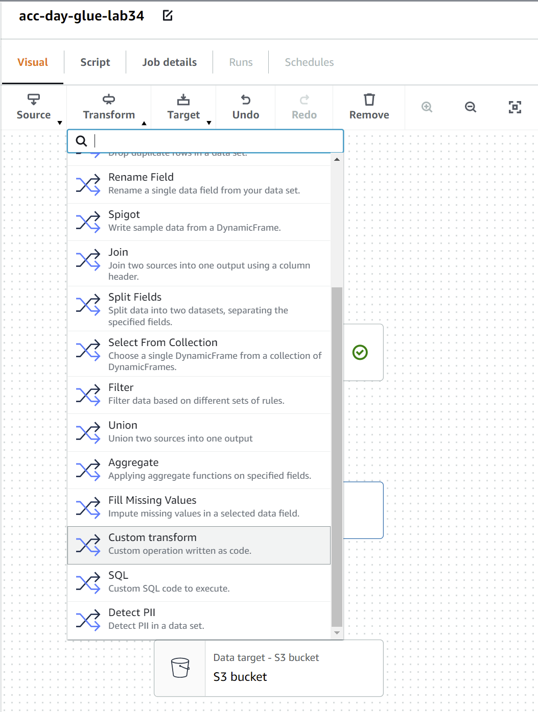 acc-day-glue-lab34
Visual
Script
Job details
Runs
Schedules
Source
Transform
Target
Undo
Redo
Remove
Drop duplicate rows in a data set.
Rename Field
Rename a single data field from your data set.
Spigot
Write sample data from a DynamicFrame.
Join
Join two sources into one output using a column
header.
Split Fields
Split data into two datasets, separating the
specified fields.
Select From Collection
Choose a single DynamicFrame from a collection of
DynamicFrames.
Filter
Filter data based on different sets of rules.
Union
Union two sources into one output
Aggregate
Applying aggregate functions on specified fields.
Fill Missing Values
Impute missing values in a selected data field.
Custom transform
Custom operation written as code.
SQL
Custom SQL code to execute.
Detect PII
Detect PII in a data set.
Data target - S3 bucket
S3 bucket